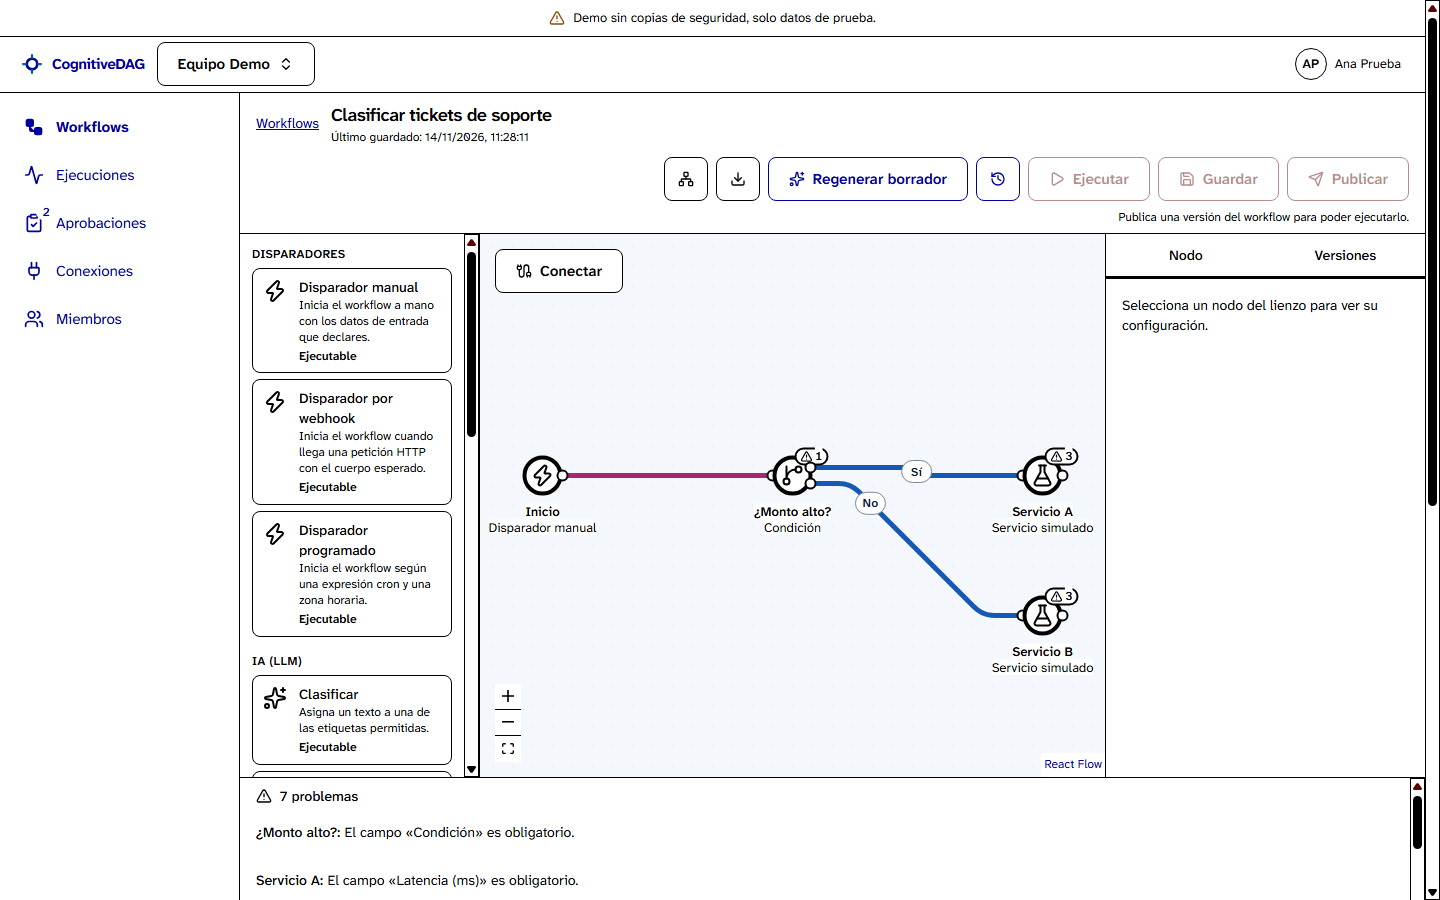 Demo sin copias de seguridad, solo datos de prueba.
CognitiveDAG
Equipo Demo
AP
Ana Prueba
Workflows
Ejecuciones
2
Aprobaciones
Conexiones
Miembros
Workflows
Clasificar tickets de soporte
Último guardado: 14/11/2026, 11:28:11
Regenerar borrador
Ejecutar
Guardar
Publicar
Publica una versión del workflow para poder ejecutarlo.
DISPARADORES
Disparador manual
Inicia el workflow a mano
con los datos de entrada
que declares.
Ejecutable
Disparador por
webhook
Inicia el workflow cuando
llega una petición HTTP
con el cuerpo esperado.
Ejecutable
Disparador
programado
Inicia el workflow según
una expresión cron y una
zona horaria.
Ejecutable
IA (LLM)
Clasificar
Asigna un texto a una de
las etiquetas permitidas.
Ejecutable
Conectar
Inicio
Disparador manual
1
¿Monto alto?
Condición
Sí
No
3
Servicio A
Servicio simulado
3
Servicio B
Servicio simulado
React Flow
Nodo
Versiones
Selecciona un nodo del lienzo para ver su
configuración.
7 problemas
¿Monto alto?: El campo «Condición» es obligatorio.
Servicio A: El campo «Latencia (ms)» es obligatorio.